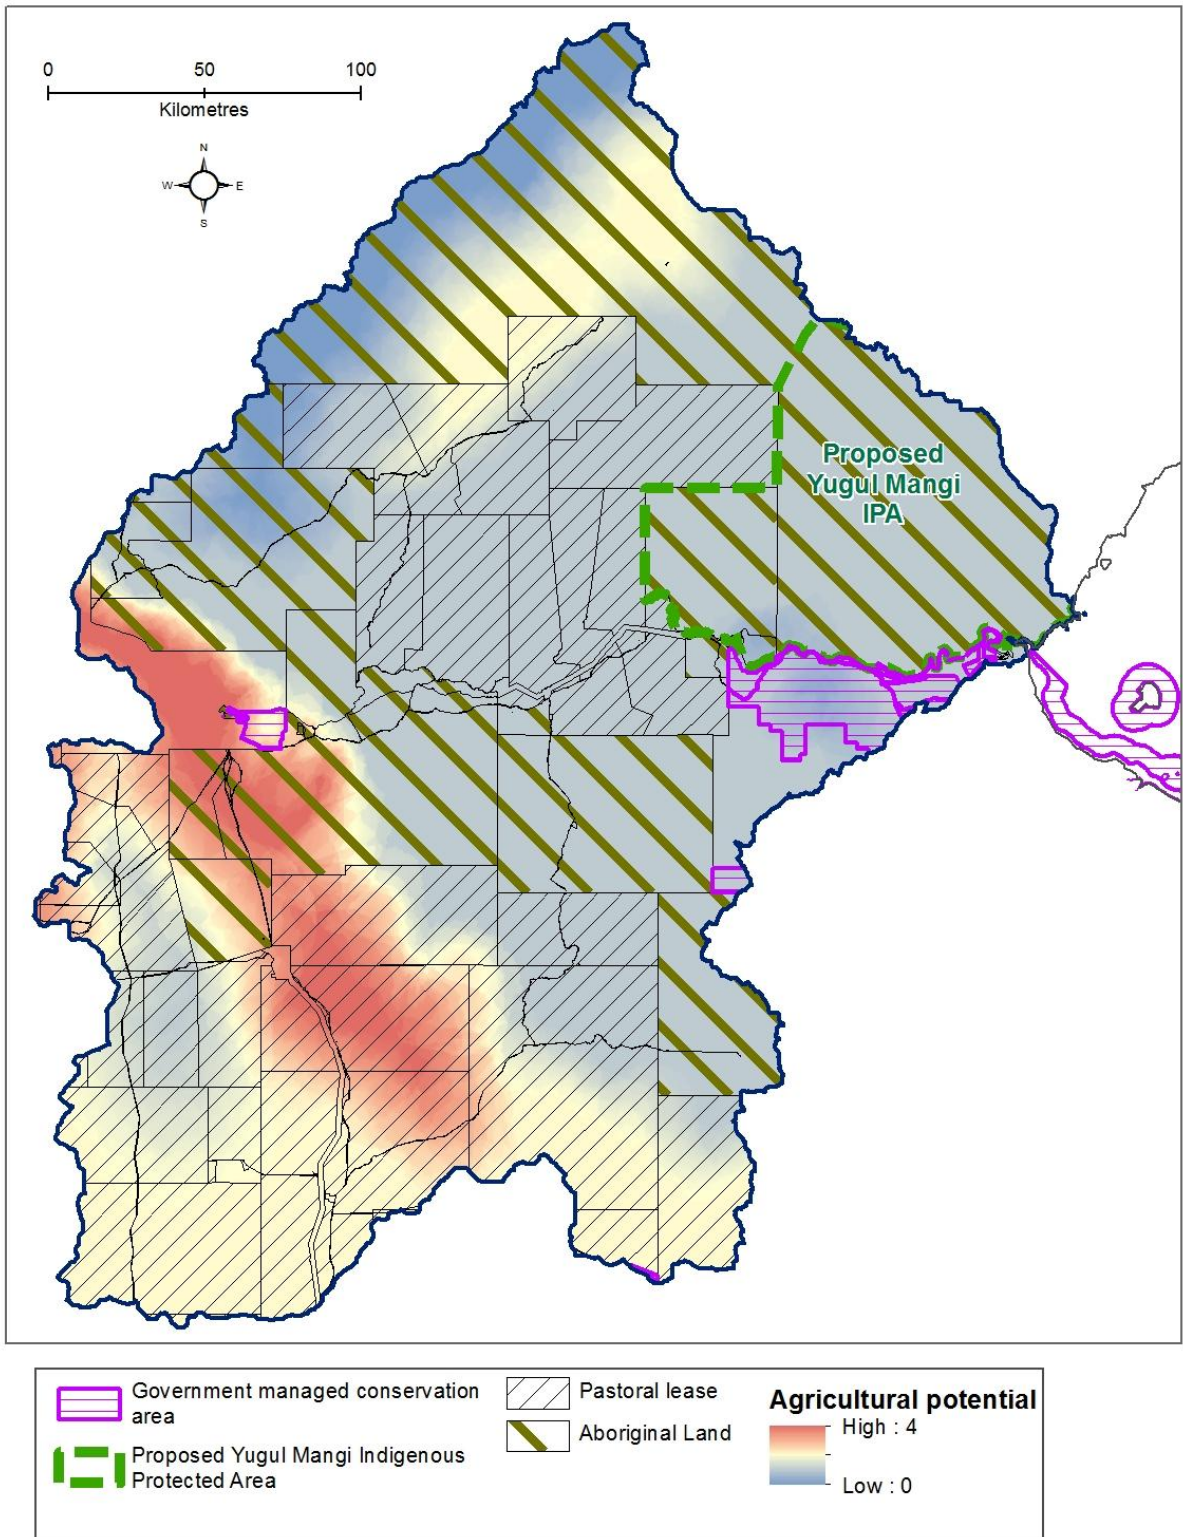 0 50 100
Kilometres
N
W E
S
Proposed
Yugul Mangi
IPA
Government managed conservation
area
Proposed Yugul Mangi Indigenous
Protected Area
Pastoral lease
Aboriginal Land
Agricultural potential
High : 4
Low : 0